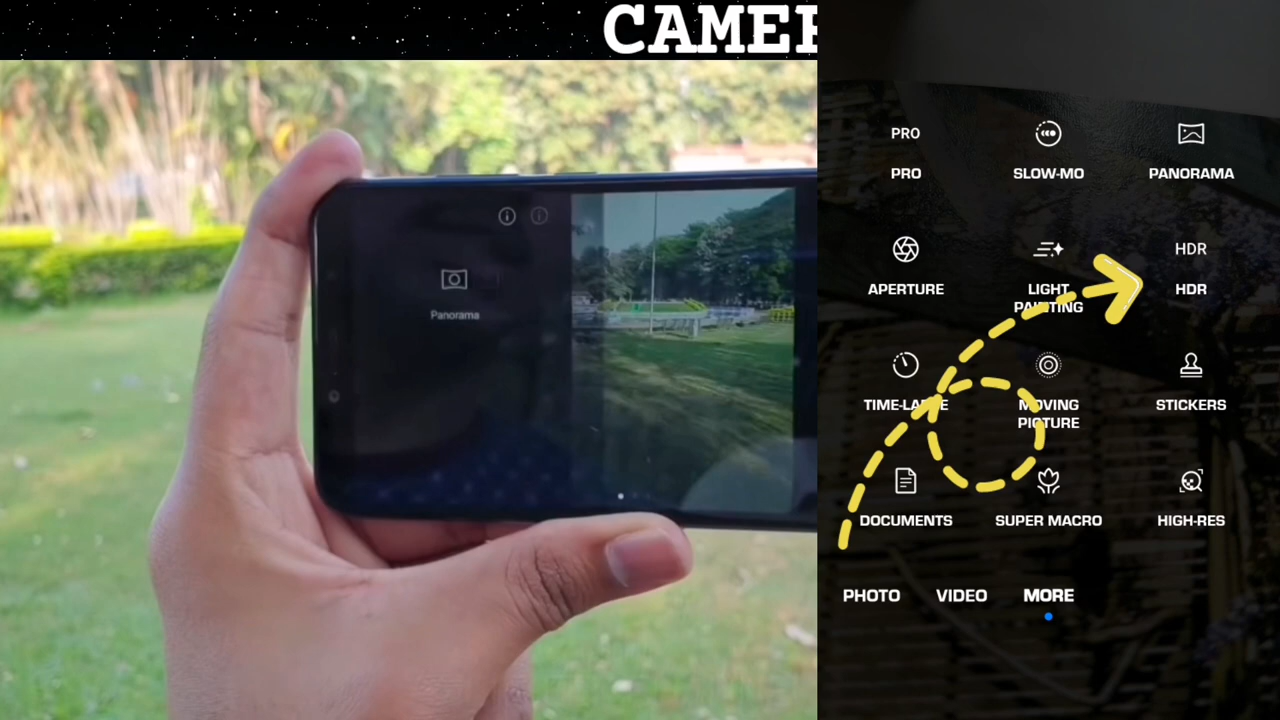 CAMER
Panorama
PRO
PRO
SLOW-MO
PANORAMA
APERTURE
LIGHT
PAINTING
HDR
HDR
TIME-LAPSE
MOVING
PICTURE
STICKERS
DOCUMENTS
SUPER MACRO
HIGH-RES
PHOTO
VIDEO
MORE